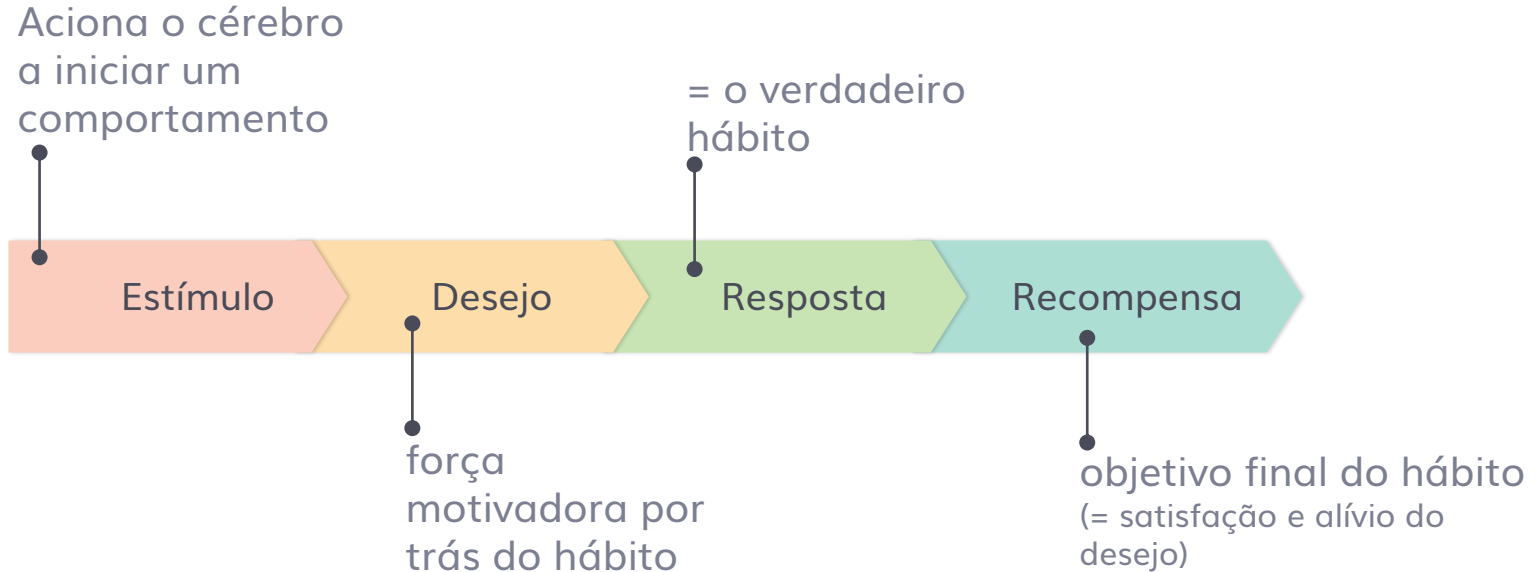 Aciona o cérebro
a iniciar um
comportamento
= o verdadeiro
hábito
Estímulo
Desejo
Resposta
Recompensa
força
motivadora por
trás do hábito
objetivo final do hábito
(= satisfação e alívio do
desejo)